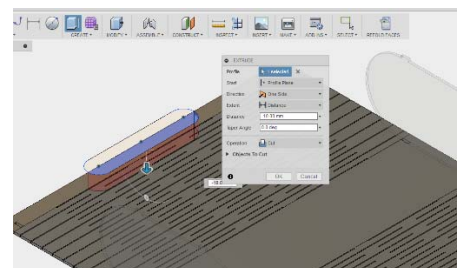 CREATE MODIFY ASSEMBLE CONSTRUCT INSPECT INSERT MAKE ADD-INS SELECT
EXTRUDE
Profile 1 selected
Start Profile Plane
Direction One Side
Extent Distance
Distance
Taper Angle 0.0 deg
Operation Cut
Objects To Cut
OK Cancel